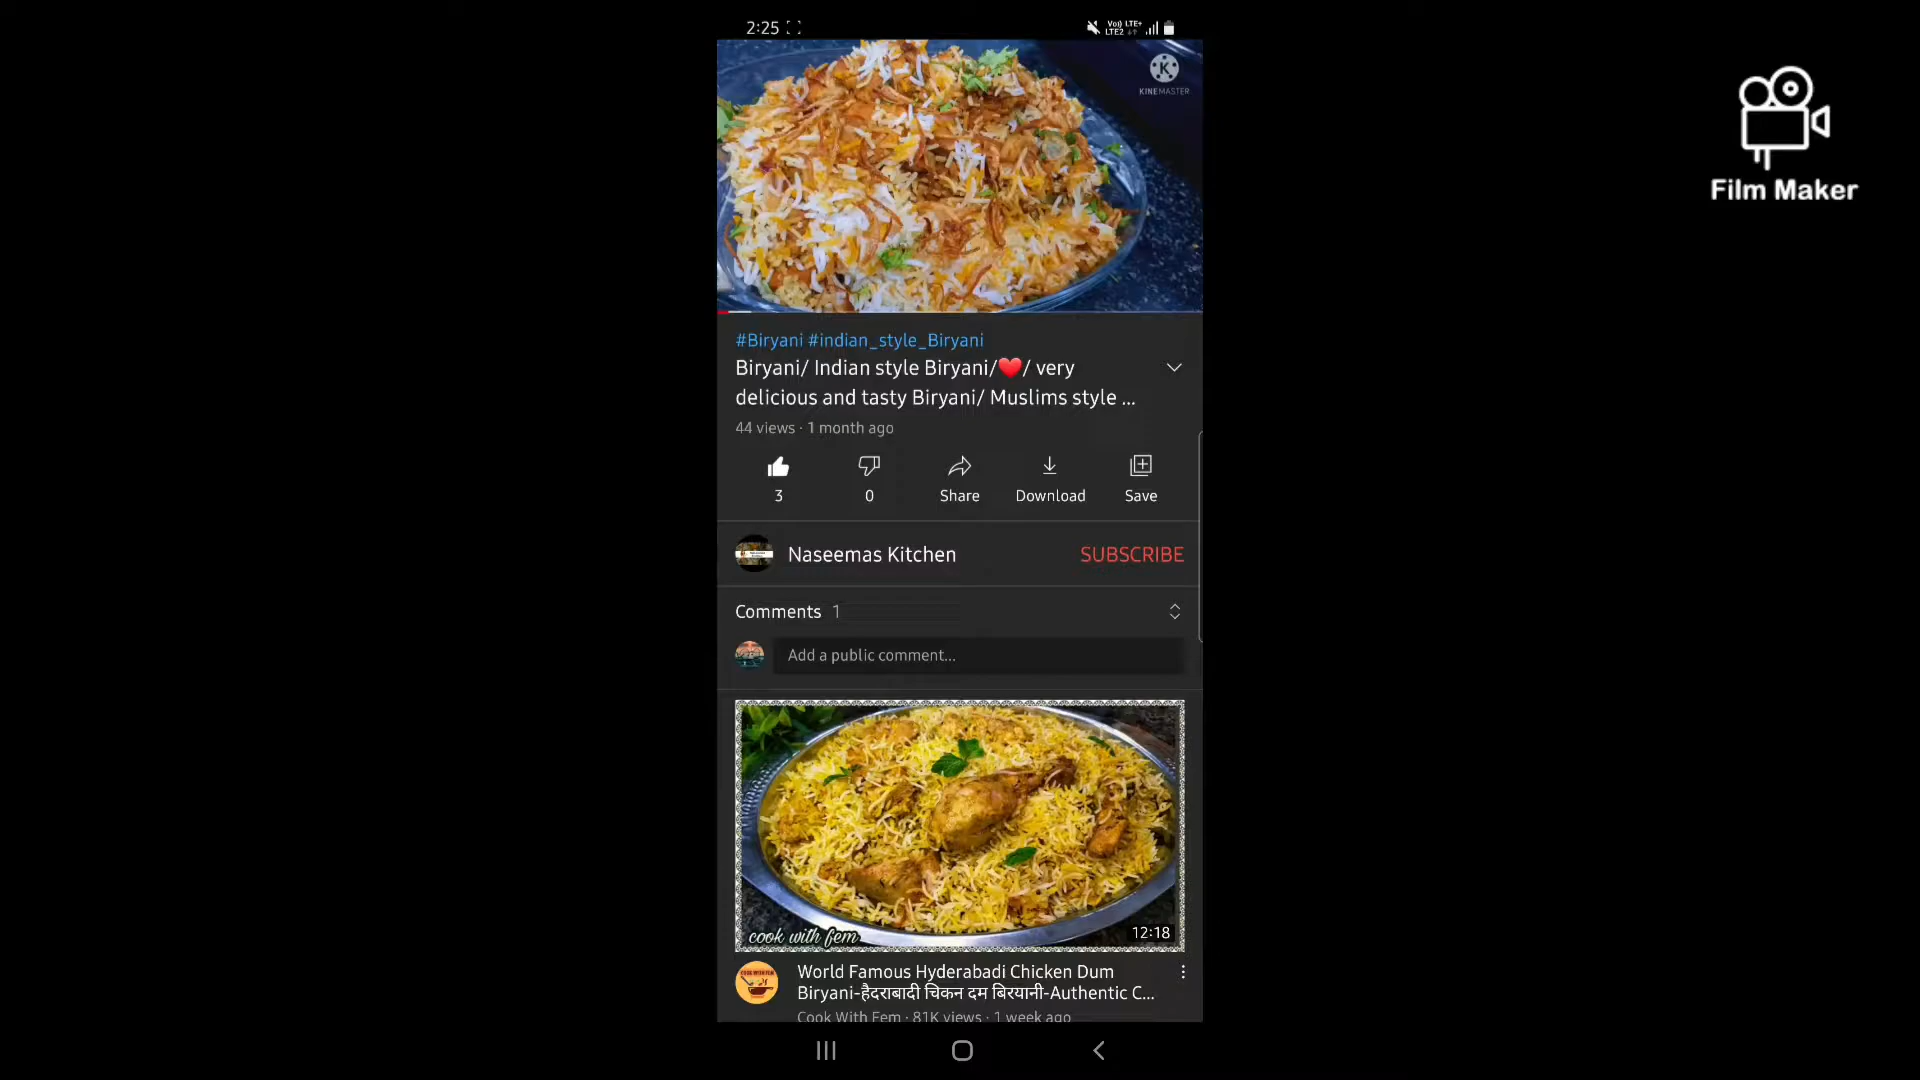 2:25
Vo)) LTE+
LTE2
KINEMASTER
Film Maker
#Biryani #indian_style_Biryani
Biryani/ Indian style Biryani/❤️/ very
delicious and tasty Biryani/ Muslims style ...
44 views · 1 month ago
3
0
Share
Download
Save
Naseemas Kitchen
SUBSCRIBE
Comments 1
Add a public comment...
cook with fem
12:18
World Famous Hyderabadi Chicken Dum
Biryani-हैदराबादी चिकन दम बिरयानी-Authentic C...
Cook With Fem · 81K views · 1 week ago